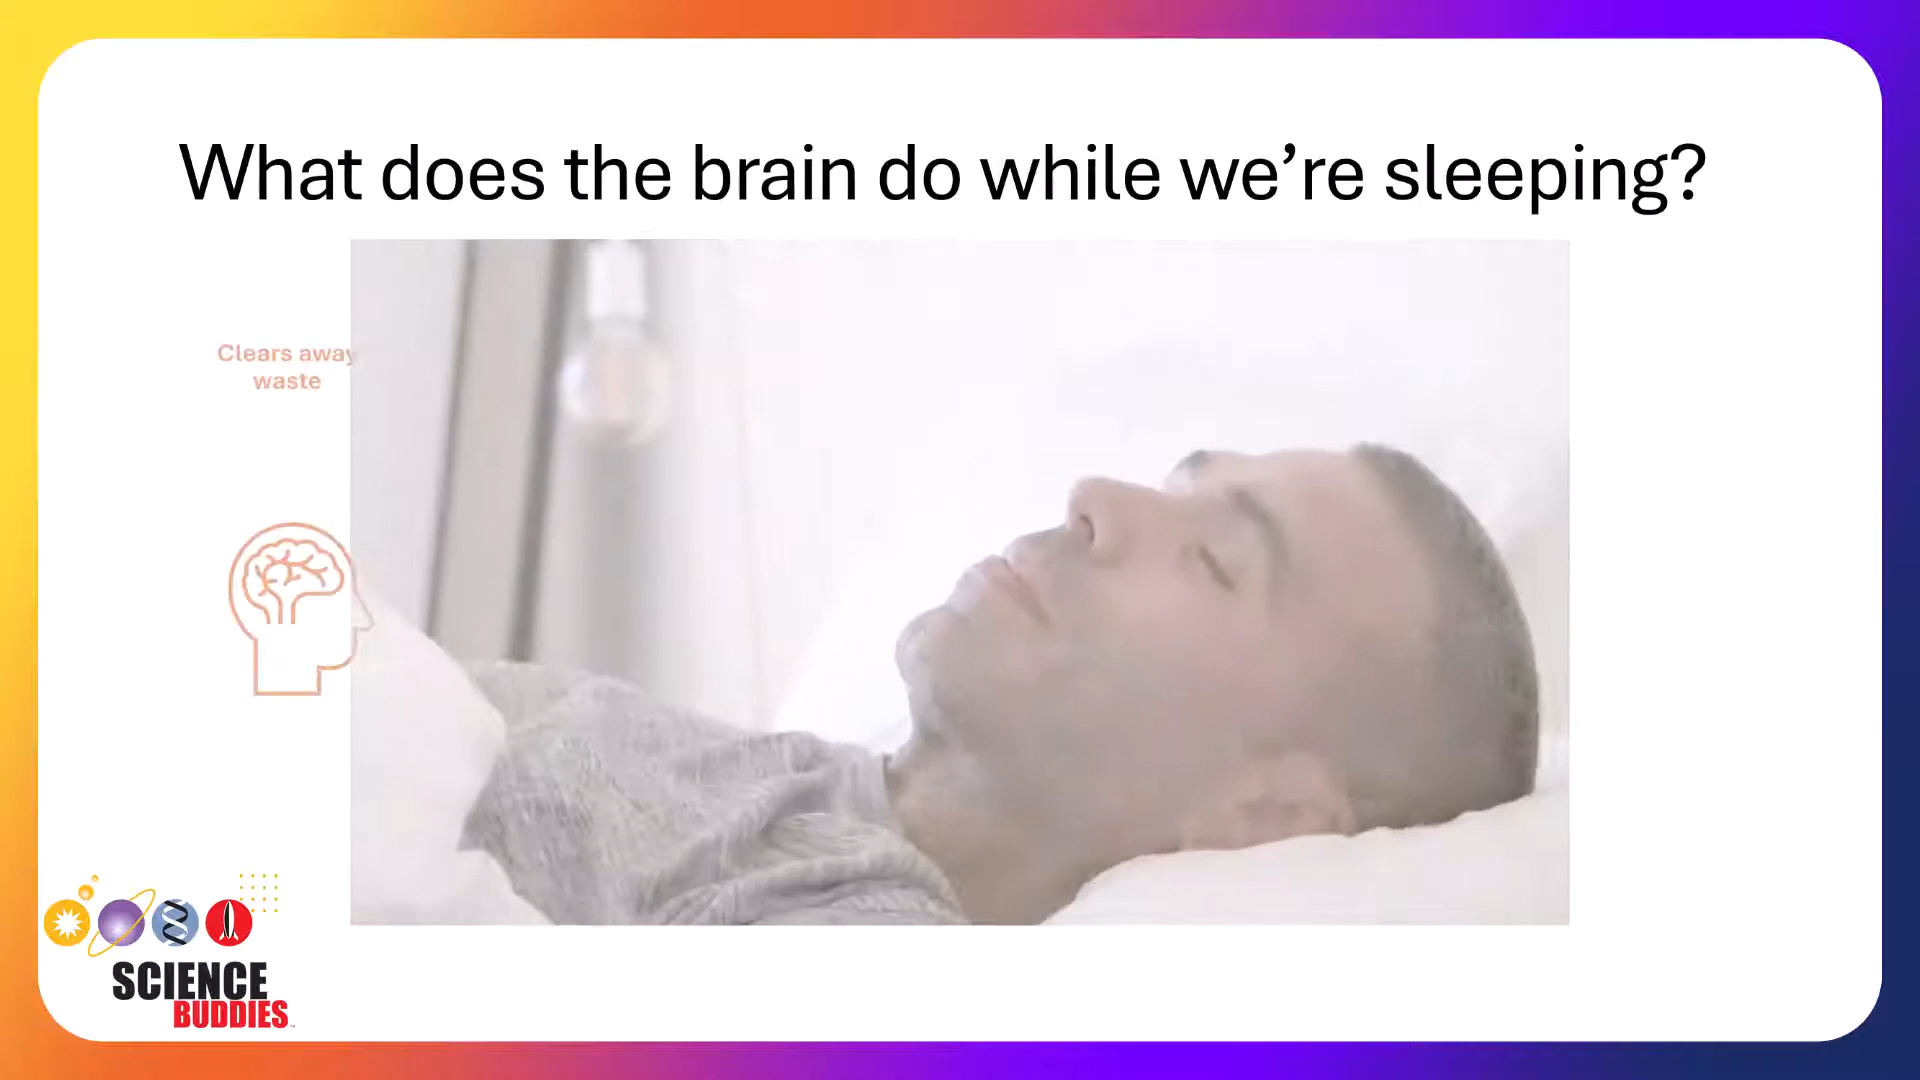 What does the brain do while we’re sleeping?
Clears away
waste
SCIENCE
BUDDIES